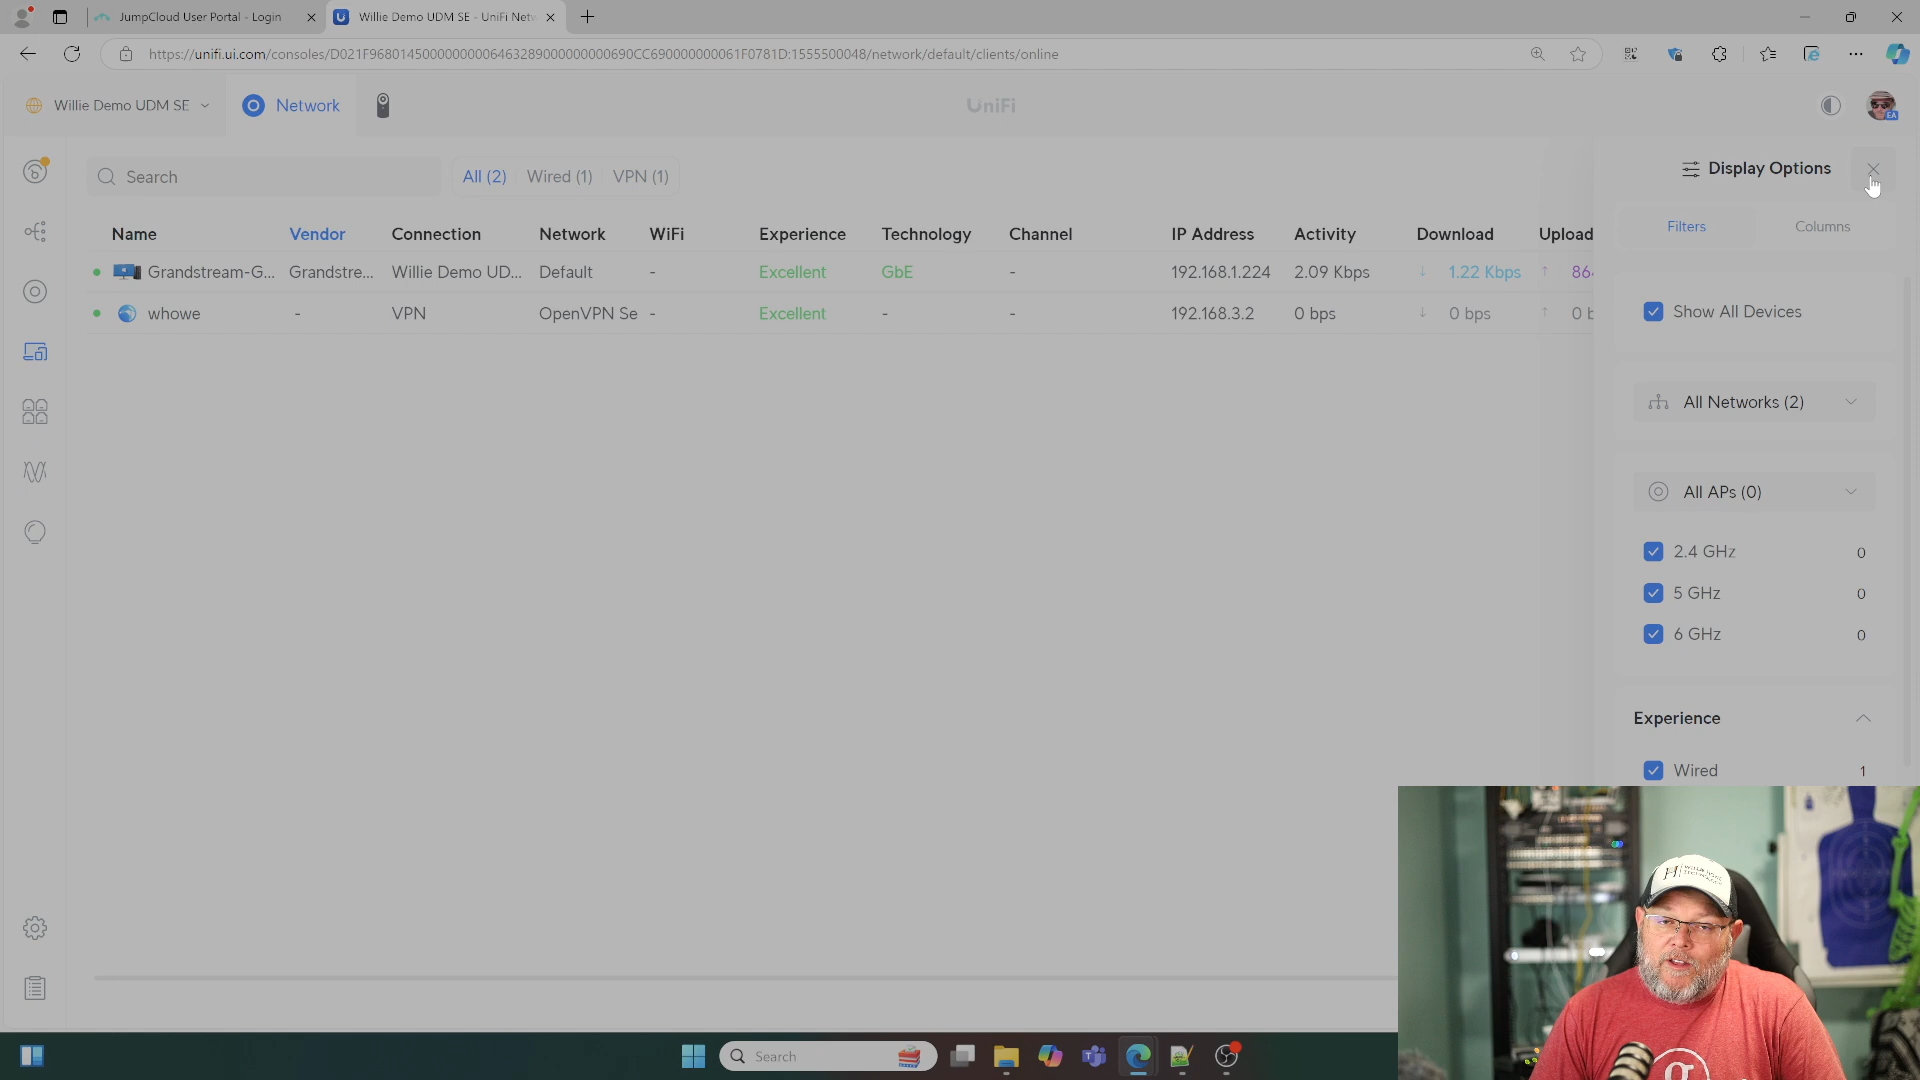 JumpCloud User Portal - Login
Willie Demo UDM SE - UniFi Netw
https://unifi.ui.com/consoles/D021F9680145000000006463289000000000690CC690000000061F0781D:1555500048/network/default/clients/online
Willie Demo UDM SE
Network
UniFi
EA
Search
All (2)
Wired (1)
VPN (1)
Display Options
Filters
Columns
Name
Vendor
Connection
Network
WiFi
Experience
Technology
Channel
IP Address
Activity
Download
Upload
Grandstream-G...
Grandstre...
Willie Demo UD...
Default
-
Excellent
GbE
-
192.168.1.224
2.09 Kbps
↓ 1.22 Kbps
↑ 86
whowe
-
VPN
OpenVPN Se
-
Excellent
-
-
192.168.3.2
0 bps
↓ 0 bps
↑ 0 b
Show All Devices
All Networks (2)
All APs (0)
2.4 GHz
0
5 GHz
0
6 GHz
0
Experience
Wired
1
Search